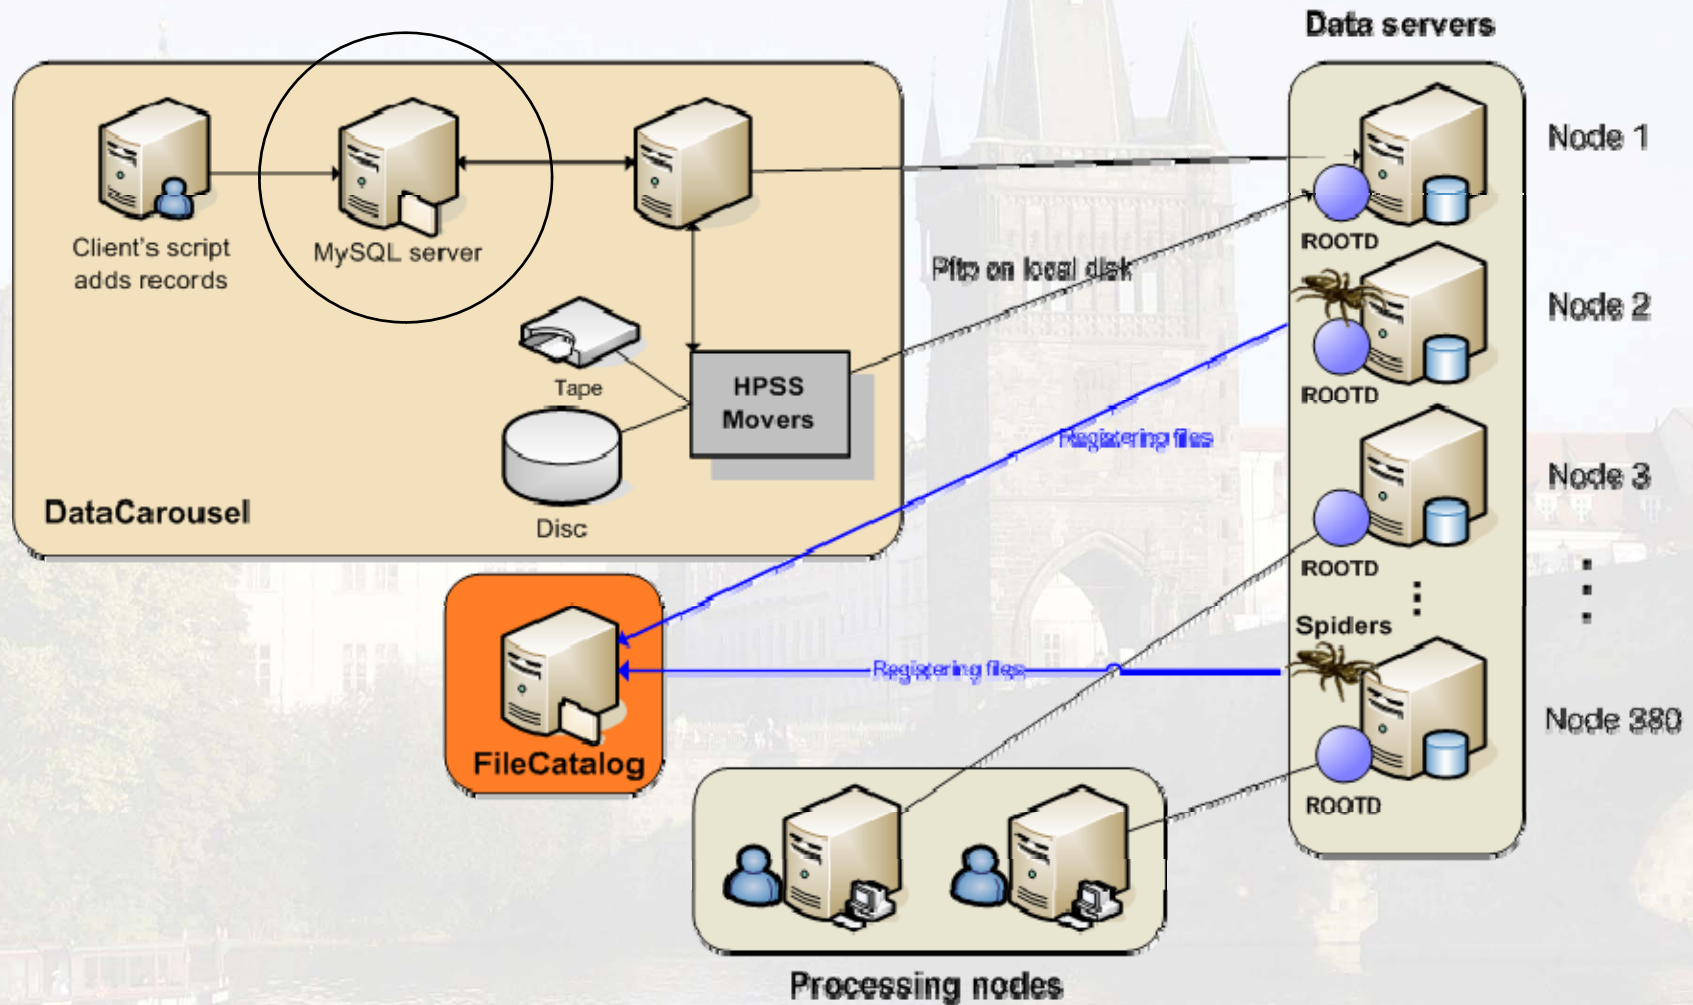 Data servers
Client's script
adds records
MySQL server
Tape
Disc
HPSS
Movers
DataCarousel
Pftp on local disk
Registering files
Registering files
FileCatalog
ROOTD
Node 1
ROOTD
Node 2
ROOTD
Node 3
Spiders
ROOTD
Node 380
Processing nodes